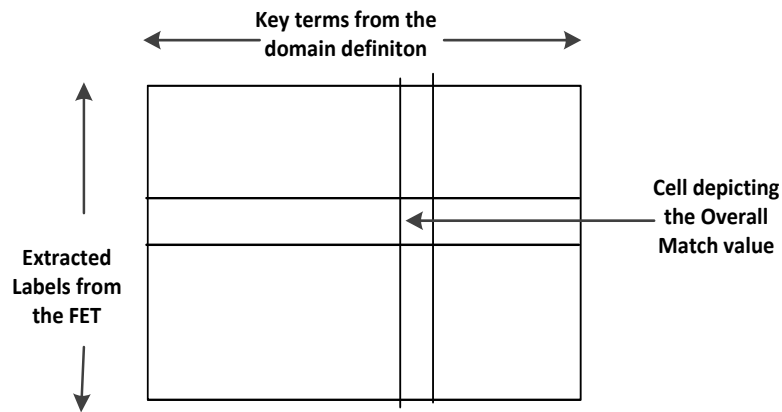 Key terms from the
domain definiton
Cell depicting
the Overall
Match value
Extracted
Labels from
the FET